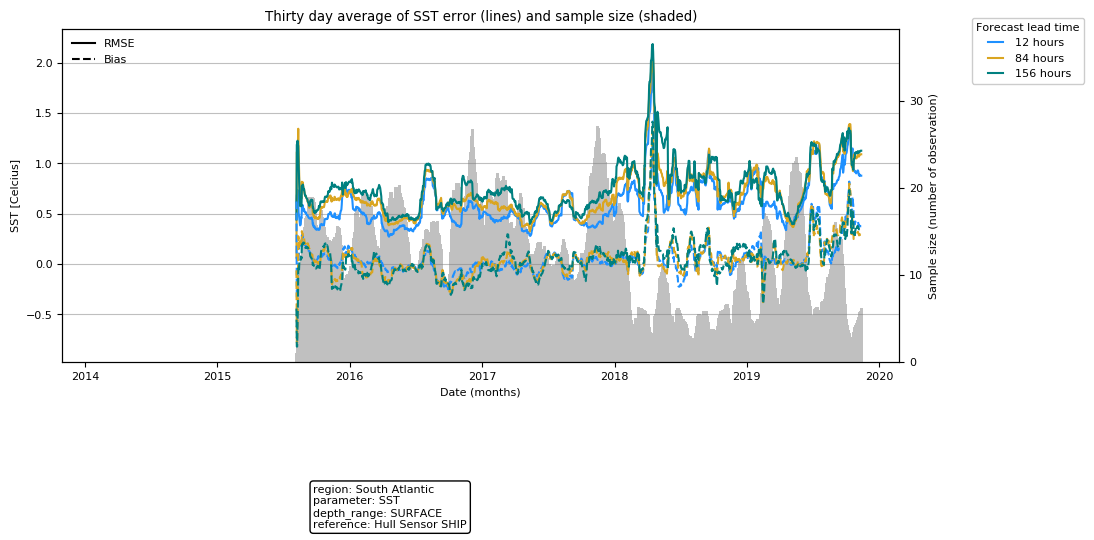 Thirty day average of SST error (lines) and sample size (shaded)
RMSE
Bias
Forecast lead time
12 hours
84 hours
156 hours
2.0
1.5
1.0
0.5
0.0
−0.5
SST [Celcius]
30
20
10
0
Sample size (number of observation)
2014
2015
2016
2017
2018
2019
2020
Date (months)
region: South Atlantic
parameter: SST
depth_range: SURFACE
reference: Hull Sensor SHIP